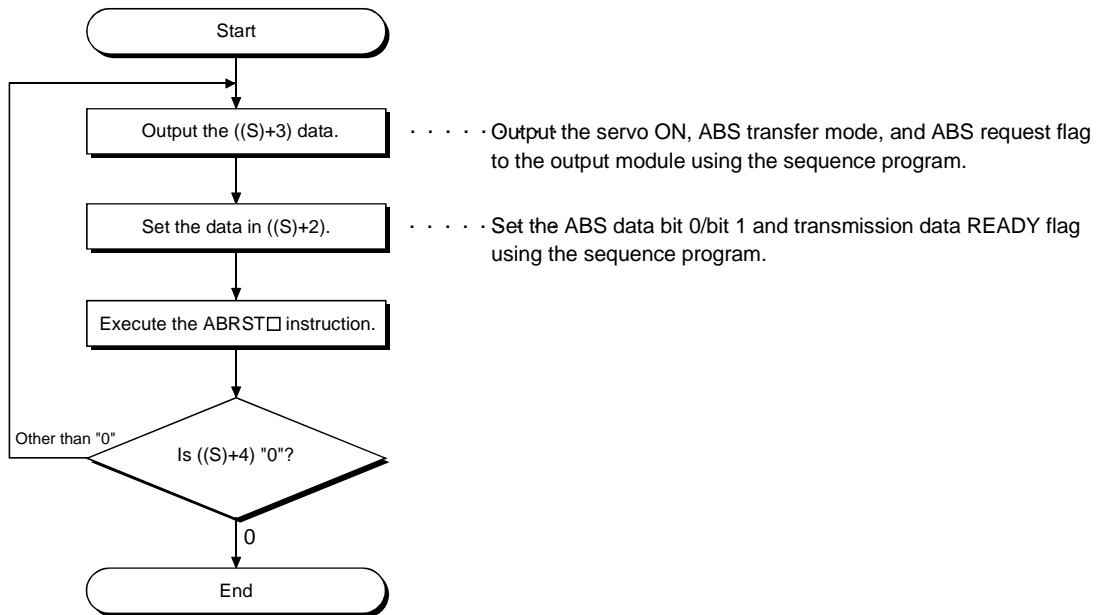 Start
Output the ((S)+3) data.
· · · · · Output the servo ON, ABS transfer mode, and ABS request flag
to the output module using the sequence program.
Set the data in ((S)+2).
· · · · · Set the ABS data bit 0/bit 1 and transmission data READY flag
using the sequence program.
Execute the ABRST□ instruction.
Other than "0"
Is ((S)+4) "0"?
0
End